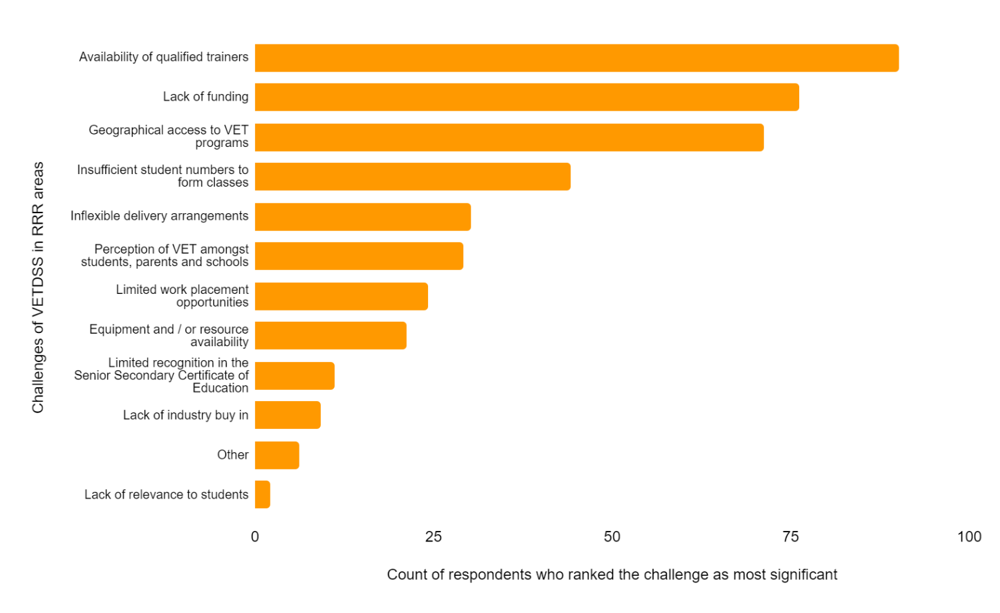 Availability of qualified trainers
Lack of funding
Geographical access to VET
programs
Insufficient student numbers to
form classes
Inflexible delivery arrangements
Perception of VET amongst
students, parents and schools
Limited work placement
opportunities
Equipment and / or resource
availability
Limited recognition in the
Senior Secondary Certificate of
Education
Lack of industry buy in
Other
Lack of relevance to students
Challenges of VETDSS in RRR areas
0 25 50 75 100
Count of respondents who ranked the challenge as most significant